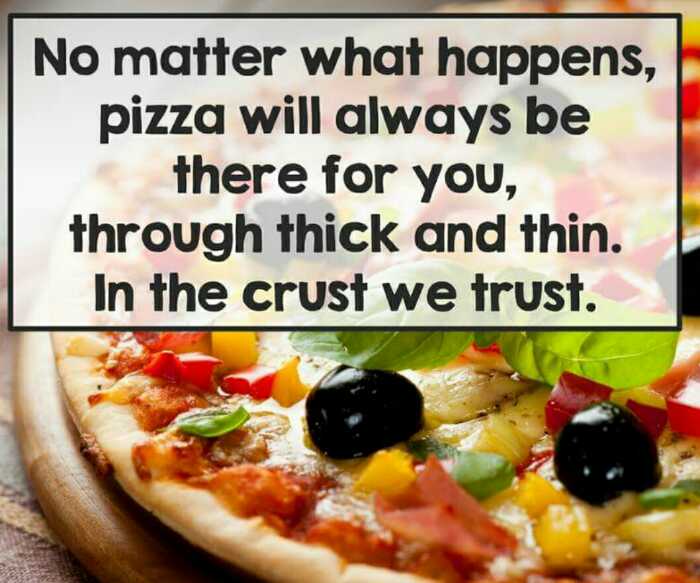 No matter what happens,
pizza will always be
there for you,
through thick and thin.
In the crust we trust.